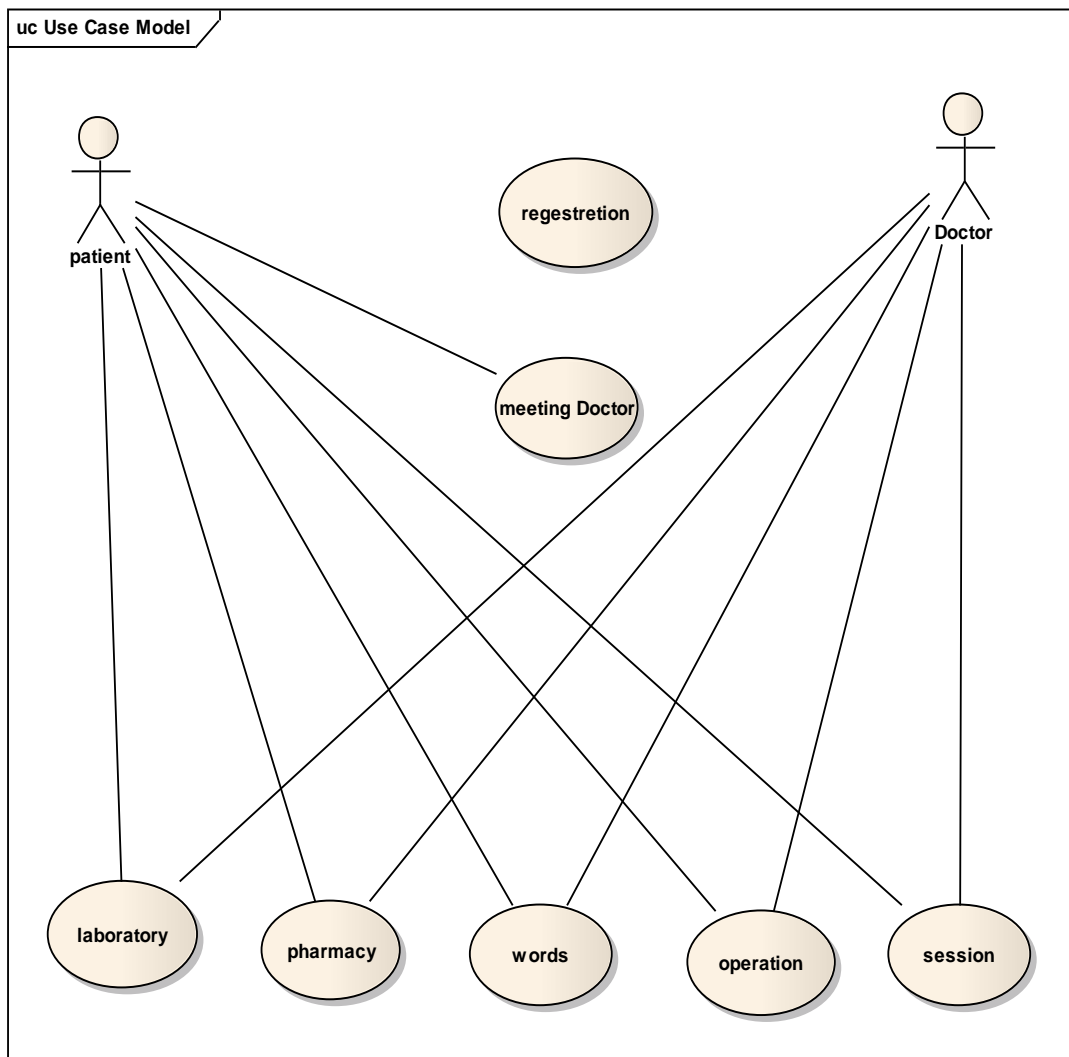 uc Use Case Model
patient
Doctor
regestretion
meeting Doctor
laboratory
pharmacy
words
operation
session